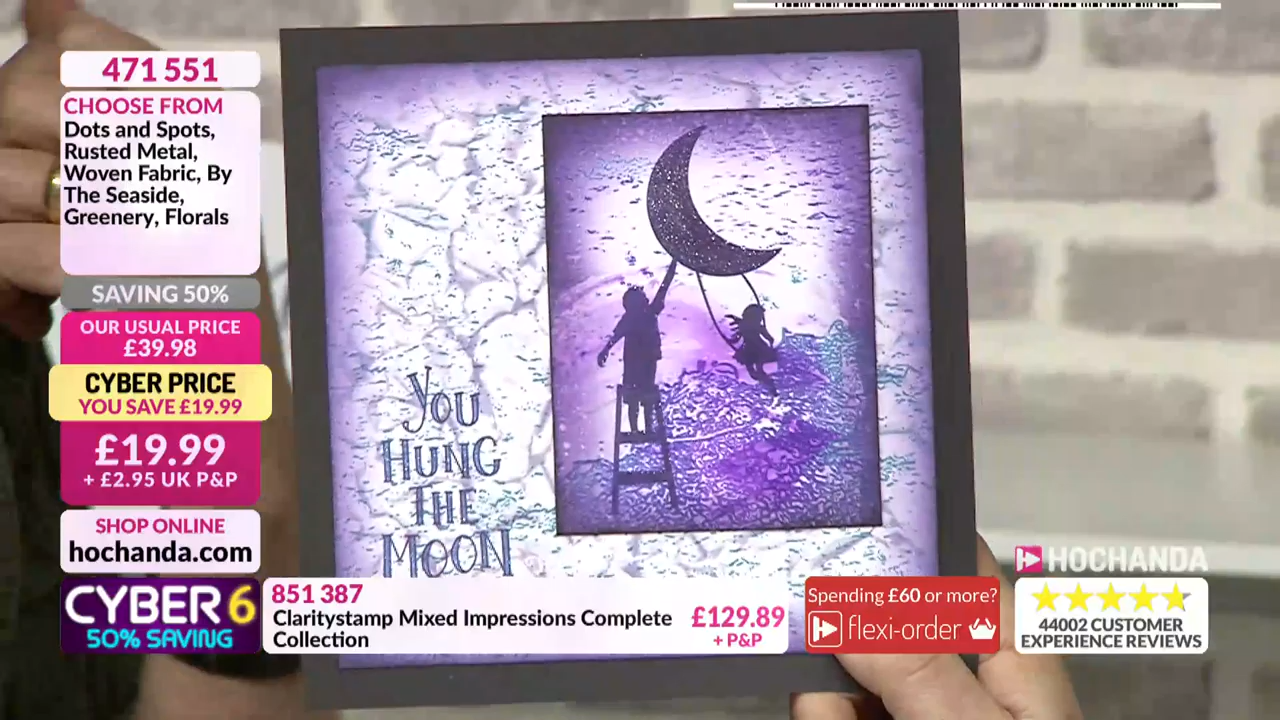 471 551
CHOOSE FROM
Dots and Spots,
Rusted Metal,
Woven Fabric, By
The Seaside,
Greenery, Florals
SAVING 50%
OUR USUAL PRICE
£39.98
CYBER PRICE
YOU SAVE £19.99
£19.99
+ £2.95 UK P&P
SHOP ONLINE
hochanda.com
CYBER 6
50% SAVING
YOU
HUNG
THE
MOON
851 387
Claritystamp Mixed Impressions Complete
Collection
£129.89
+ P&P
Spending £60 or more?
flexi-order
HOCHANDA
44002 CUSTOMER
EXPERIENCE REVIEWS